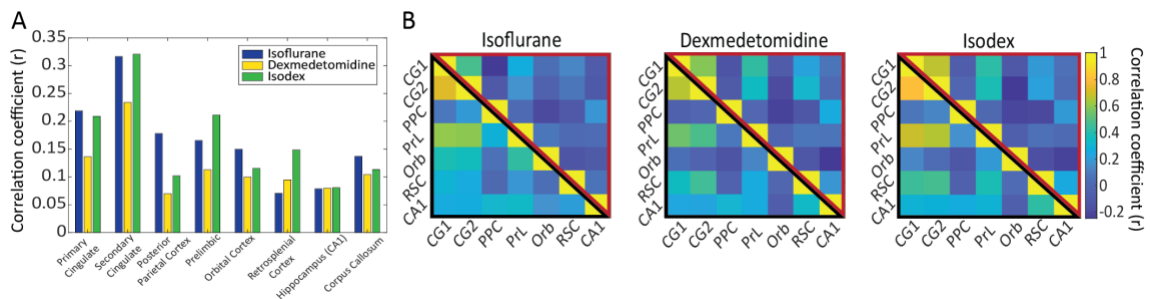 A
Correlation coefficient (r)
0.35
0.3
0.25
0.2
0.15
0.1
0.05
0
Isoflurane
Dexmedetomidine
Isodex
Primary
Cingulate
Secondary
Cingulate
Posterior
Parietal Cortex
Prelimbic
Orbital Cortex
Retrosplenial
Cortex
Hippocampus (CA1)
Corpus Callosum
B
Isoflurane
CG1
CG2
PPC
PrL
Orb
RSC
CA1
CG1 CG2 PPC PrL Orb RSC CA1
Dexmedetomidine
CG1
CG2
PPC
PrL
Orb
RSC
CA1
CG1 CG2 PPC PrL Orb RSC CA1
Isodex
CG1
CG2
PPC
PrL
Orb
RSC
CA1
CG1 CG2 PPC PrL Orb RSC CA1
1
0.8
0.6
0.4
0.2
0
-0.2
Correlation coefficient (r)